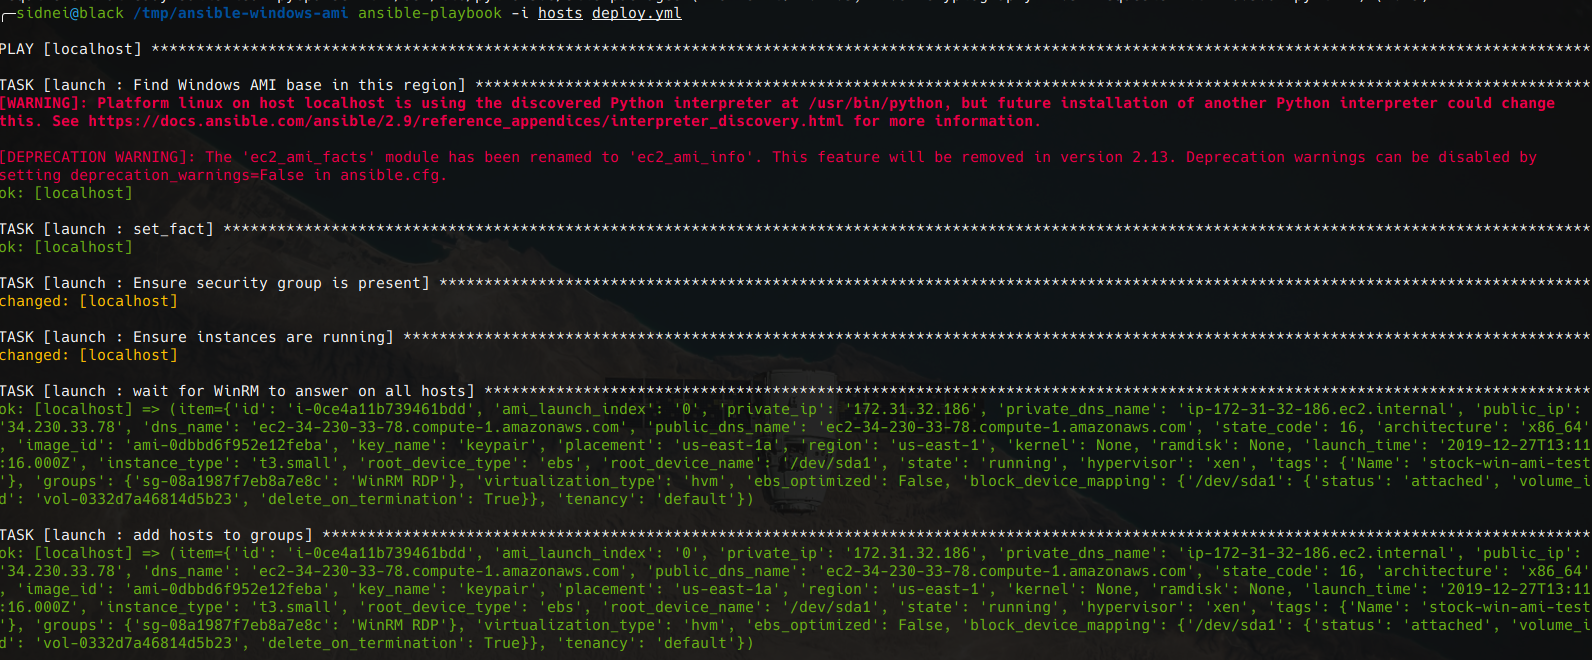 sidnei@black /tmp/ansible-windows-ami ansible-playbook -i hosts deploy.yml
PLAY [localhost] ****************************************************************************************************************************************************************
TASK [launch : Find Windows AMI base in this region] ****************************************************************************************************************************
[WARNING]: Platform linux on host localhost is using the discovered Python interpreter at /usr/bin/python, but future installation of another Python interpreter could change
this. See https://docs.ansible.com/ansible/2.9/reference_appendices/interpreter_discovery.html for more information.
[DEPRECATION WARNING]: The 'ec2_ami_facts' module has been renamed to 'ec2_ami_info'. This feature will be removed in version 2.13. Deprecation warnings can be disabled by
setting deprecation_warnings=False in ansible.cfg.
ok: [localhost]
TASK [launch : set_fact] ********************************************************************************************************************************************************
ok: [localhost]
TASK [launch : Ensure security group is present] ********************************************************************************************************************************
changed: [localhost]
TASK [launch : Ensure instances are running] ************************************************************************************************************************************
changed: [localhost]
TASK [launch : wait for WinRM to answer on all hosts] ***************************************************************************************************************************
ok: [localhost] => (item={'id': 'i-0ce4a11b739461bdd', 'ami_launch_index': '0', 'private_ip': '172.31.32.186', 'private_dns_name': 'ip-172-31-32-186.ec2.internal', 'public_ip':
'34.230.33.78', 'dns_name': 'ec2-34-230-33-78.compute-1.amazonaws.com', 'public_dns_name': 'ec2-34-230-33-78.compute-1.amazonaws.com', 'state_code': 16, 'architecture': 'x86_64'
, 'image_id': 'ami-0dbbd6f952e12feba', 'key_name': 'keypair', 'placement': 'us-east-1a', 'region': 'us-east-1', 'kernel': None, 'ramdisk': None, 'launch_time': '2019-12-27T13:11
:16.000Z', 'instance_type': 't3.small', 'root_device_type': 'ebs', 'root_device_name': '/dev/sda1', 'state': 'running', 'hypervisor': 'xen', 'tags': {'Name': 'stock-win-ami-test
'}, 'groups': {'sg-08a1987f7eb8a7e8c': 'WinRM RDP'}, 'virtualization_type': 'hvm', 'ebs_optimized': False, 'block_device_mapping': {'/dev/sda1': {'status': 'attached', 'volume_i
d': 'vol-0332d7a46814d5b23', 'delete_on_termination': True}}, 'tenancy': 'default'})
TASK [launch : add hosts to groups] *********************************************************************************************************************************************
ok: [localhost] => (item={'id': 'i-0ce4a11b739461bdd', 'ami_launch_index': '0', 'private_ip': '172.31.32.186', 'private_dns_name': 'ip-172-31-32-186.ec2.internal', 'public_ip':
'34.230.33.78', 'dns_name': 'ec2-34-230-33-78.compute-1.amazonaws.com', 'public_dns_name': 'ec2-34-230-33-78.compute-1.amazonaws.com', 'state_code': 16, 'architecture': 'x86_64'
, 'image_id': 'ami-0dbbd6f952e12feba', 'key_name': 'keypair', 'placement': 'us-east-1a', 'region': 'us-east-1', 'kernel': None, 'ramdisk': None, 'launch_time': '2019-12-27T13:11
:16.000Z', 'instance_type': 't3.small', 'root_device_type': 'ebs', 'root_device_name': '/dev/sda1', 'state': 'running', 'hypervisor': 'xen', 'tags': {'Name': 'stock-win-ami-test
'}, 'groups': {'sg-08a1987f7eb8a7e8c': 'WinRM RDP'}, 'virtualization_type': 'hvm', 'ebs_optimized': False, 'block_device_mapping': {'/dev/sda1': {'status': 'attached', 'volume_i
d': 'vol-0332d7a46814d5b23', 'delete_on_termination': True}}, 'tenancy': 'default'})